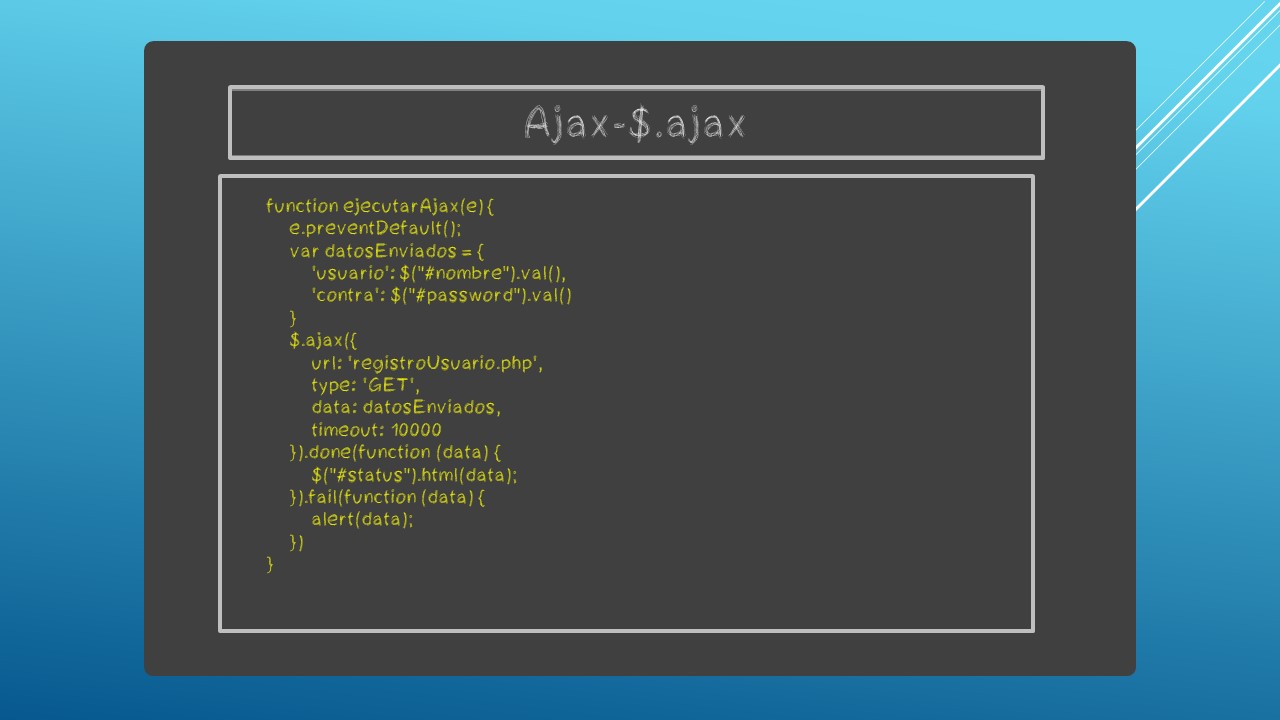 Ajax-$.ajax
function ejecutarAjax(e){
e.preventDefault();
var datosEnviados = {
'usuario': $("#nombre").val(),
'contra': $("#password").val()
}
$.ajax({
url: 'registroUsuario.php',
type: 'GET',
data: datosEnviados,
timeout: 10000
}).done(function (data) {
$("#status").html(data);
}).fail(function (data) {
alert(data);
})
}